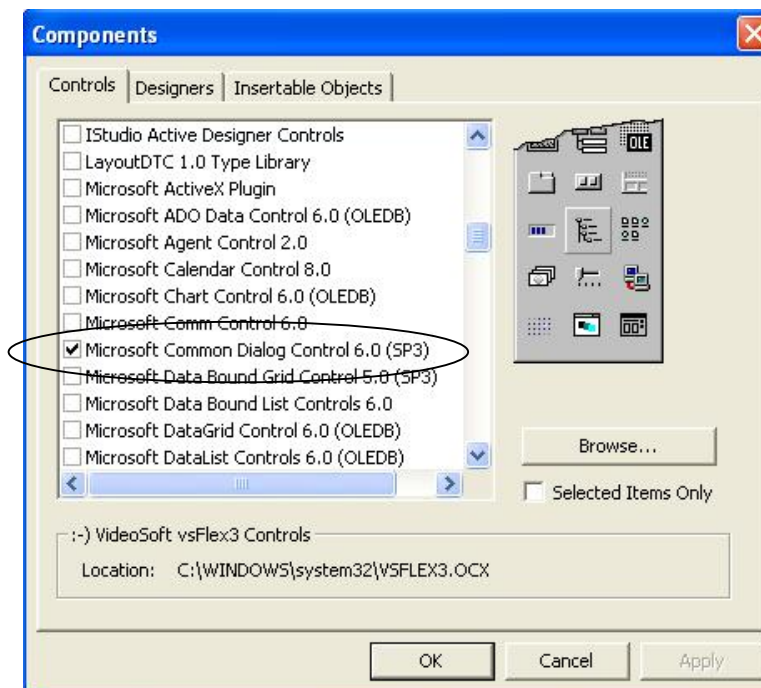 Components
Controls Designers Insertable Objects
IStudio Active Designer Controls
LayoutDTC 1.0 Type Library
Microsoft ActiveX Plugin
Microsoft ADO Data Control 6.0 (OLEDB)
Microsoft Agent Control 2.0
Microsoft Calendar Control 8.0
Microsoft Chart Control 6.0 (OLEDB)
Microsoft Comm Control 6.0
Microsoft Common Dialog Control 6.0 (SP3)
Microsoft Data Bound Grid Control 5.0 (SP3)
Microsoft Data Bound List Controls 6.0
Microsoft DataGrid Control 6.0 (OLEDB)
Microsoft DataList Controls 6.0 (OLEDB)
OLE
Browse...
Selected Items Only
:-) VideoSoft vsFlex3 Controls
Location: C:\WINDOWS\system32\VSFLEX3.OCX
OK Cancel Apply